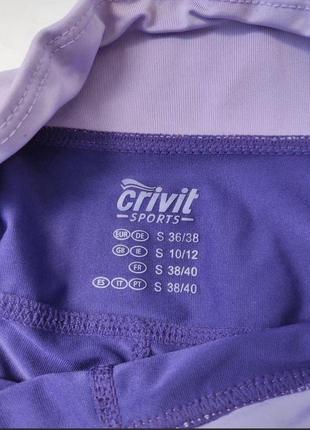 crivit
SPORTS
EUR DE S 36/38
GB IE S 10/12
FR S 38/40
ES IT PT S 38/40